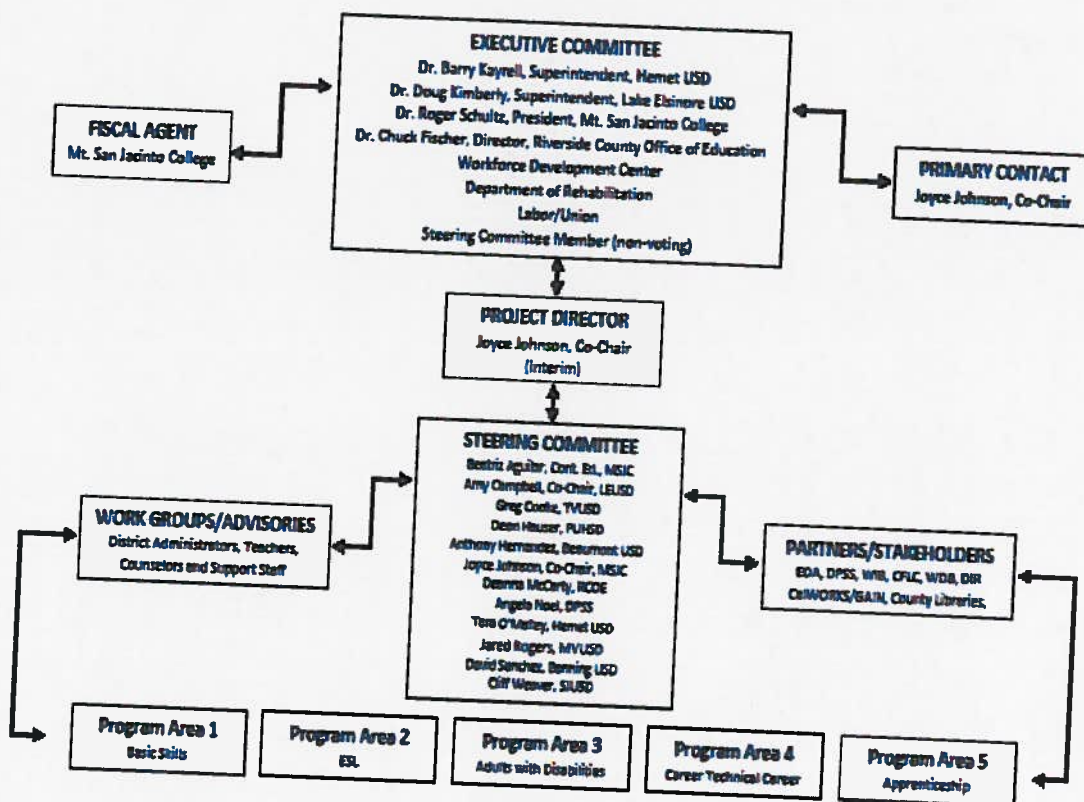 EXECUTIVE COMMITTEE
Dr. Barry Kayrell, Superintendent, Hemet USD
Dr. Doug Kimberly, Superintendent, Lake Elsinore USD
Dr. Roger Schultz, President, Mt. San Jacinto College
Dr. Chuck Fischer, Director, Riverside County Office of Education
Workforce Development Center
Department of Rehabilitation
Labor/Union
Steering Committee Member (non-voting)
FISCAL AGENT
Mt. San Jacinto College
PRIMARY CONTACT
Joyce Johnson, Co-Chair
PROJECT DIRECTOR
Joyce Johnson, Co-Chair
(Interim)
STEERING COMMITTEE
Beatriz Aguilar, Cont. Ed., MSJC
Amy Campbell, Co-Chair, LEUSD
Greg Cooke, TVUSD
Dean Hauser, PUHSD
Anthony Hernandez, Beaumont USD
Joyce Johnson, Co-Chair, MSJC
Deanna McCarty, RCOE
Angela Noel, DPSS
Tara O'Malley, Hemet USD
Jared Rogers, MVUSD
David Sanchez, Banning USD
Cliff Weaver, SJUSD
WORK GROUPS/ADVISORIES
District Administrators, Teachers,
Counselors and Support Staff
PARTNERS/STAKEHOLDERS
EDA, DPSS, WIB, CFLC, WDB, DIR
CalWORKS/GAIN, County Libraries,
Program Area 1
Basic Skills
Program Area 2
ESL
Program Area 3
Adults with Disabilities
Program Area 4
Career Technical Career
Program Area 5
Apprenticeship